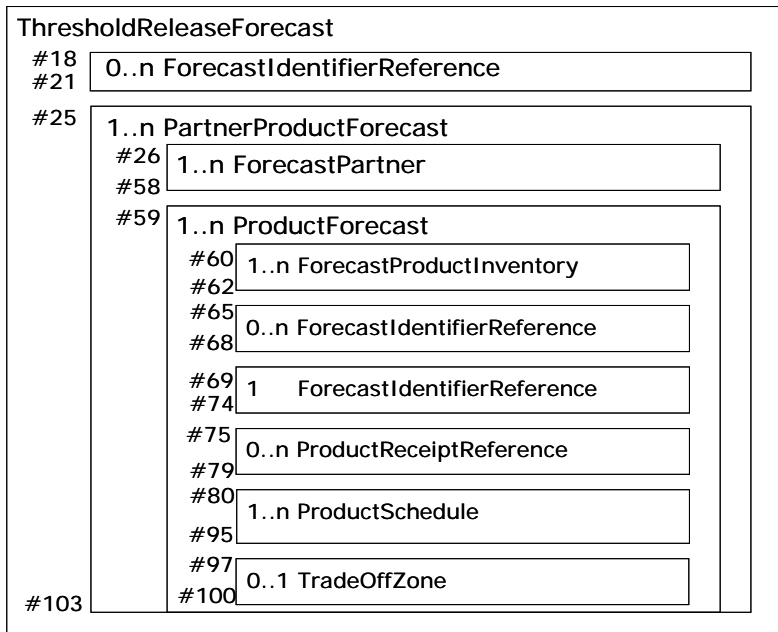 ThresholdReleaseForecast
#18
0..n ForecastIdentifierReference
#21
#25
1..n PartnerProductForecast
#26
1..n ForecastPartner
#58
#59
1..n ProductForecast
#60
1..n ForecastProductInventory
#62
#65
0..n ForecastIdentifierReference
#68
#69
1 ForecastIdentifierReference
#74
#75
0..n ProductReceiptReference
#79
#80
1..n ProductSchedule
#95
#97
0..1 TradeOffZone
#100
#103